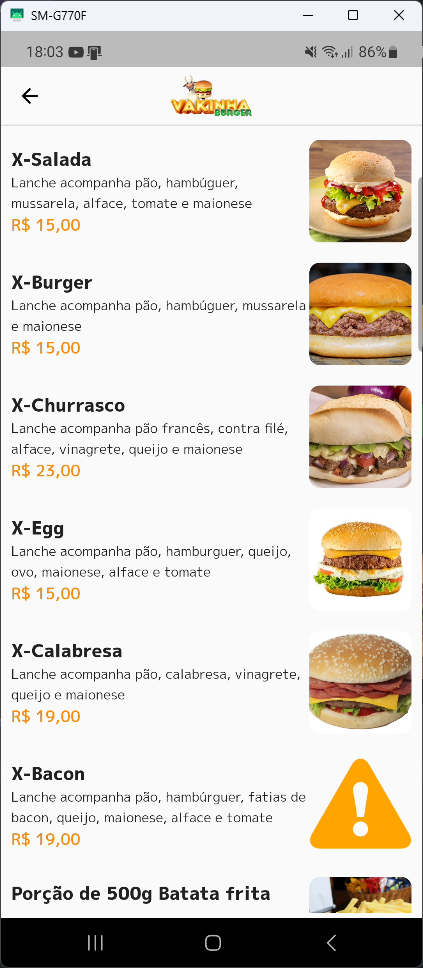 SM-G770F
18:03
86%
VAKINHA
BURGER
X-Salada
Lanche acompanha pão, hambúguer,
mussarela, alface, tomate e maionese
R$ 15,00
X-Burger
Lanche acompanha pão, hambúguer, mussarela
e maionese
R$ 15,00
X-Churrasco
Lanche acompanha pão francês, contra filé,
alface, vinagrete, queijo e maionese
R$ 23,00
X-Egg
Lanche acompanha pão, hamburguer, queijo,
ovo, maionese, alface e tomate
R$ 15,00
X-Calabresa
Lanche acompanha pão, calabresa, vinagrete,
queijo e maionese
R$ 19,00
X-Bacon
Lanche acompanha pão, hambúrguer, fatias de
bacon, queijo, maionese, alface e tomate
R$ 19,00
Porção de 500g Batata frita